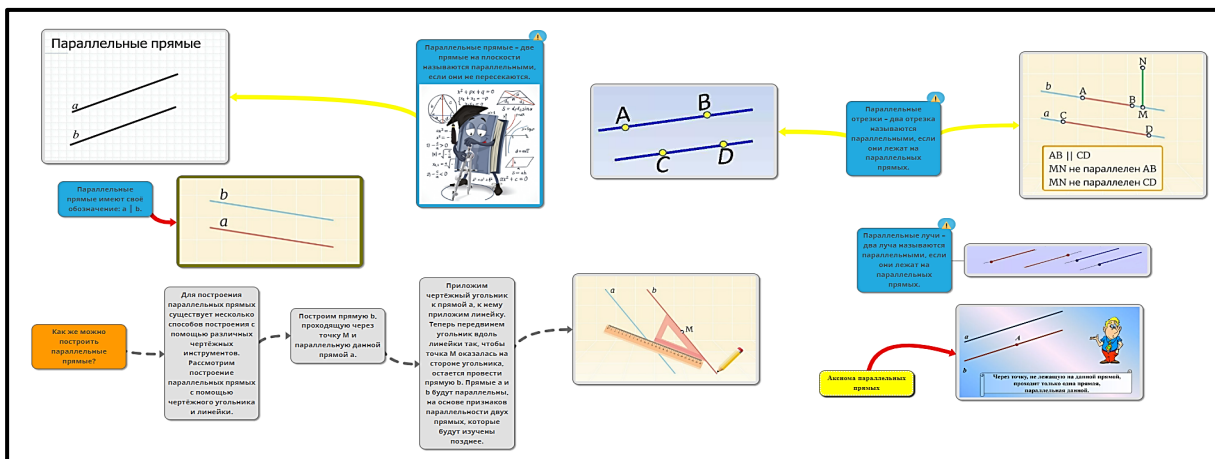 Параллельные прямые
a
b
Параллельные прямые – две
прямые на плоскости
называются параллельными,
если они не пересекаются.
A
B
C
D
Параллельные
отрезки – два отрезка
называются
параллельными, если
они лежат на
параллельных
прямых.
N
b
A
B
M
a
C
D
AB || CD
MN не параллелен AB
MN не параллелен CD
Параллельные
прямые имеют своё
обозначение: a | b.
b
a
Параллельные лучи –
два луча называются
параллельными, если
они лежат на
параллельных
прямых.
Как же можно
построить
параллельные
прямые?
Для построения
параллельных прямых
существует несколько
способов построения с
помощью различных
чертёжных
инструментов.
Рассмотрим
построение
параллельных прямых
с помощью
чертёжного угольника
и линейки.
Построим прямую b,
проходящую через
точку M и
параллельную данной
прямой a.
Приложим
чертёжный угольник
к прямой a, к нему
приложим линейку.
Теперь передвинем
угольник вдоль
линейки так, чтобы
точка M оказалась на
стороне угольника,
остается провести
прямую b. Прямые a и
b будут параллельны,
на основе признаков
параллельности двух
прямых, которые
будут изучены
позднее.
a
b
M
Аксиома параллельных
прямых
a
A
b
Через точку, не лежащую на данной прямой,
проходит только одна прямая,
параллельная данной.